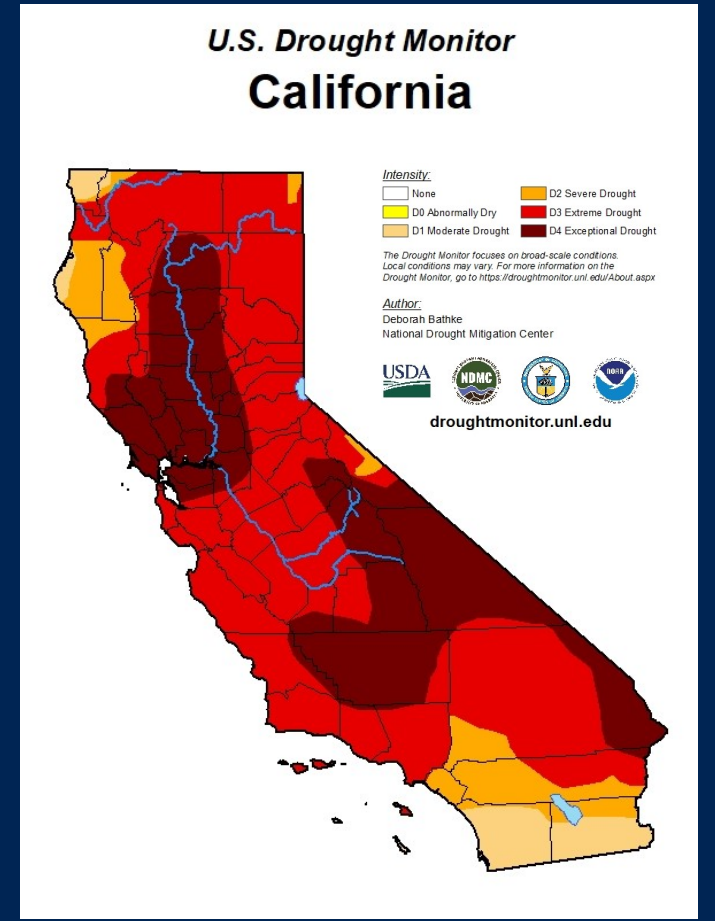 U.S. Drought Monitor
California
Intensity:
None
D0 Abnormally Dry
D1 Moderate Drought
D2 Severe Drought
D3 Extreme Drought
D4 Exceptional Drought
The Drought Monitor focuses on broad-scale conditions.
Local conditions may vary. For more information on the
Drought Monitor, go to https://droughtmonitor.unl.edu/About.aspx
Author:
Deborah Bathke
National Drought Mitigation Center
USDA
NDMC
NOAA
droughtmonitor.unl.edu